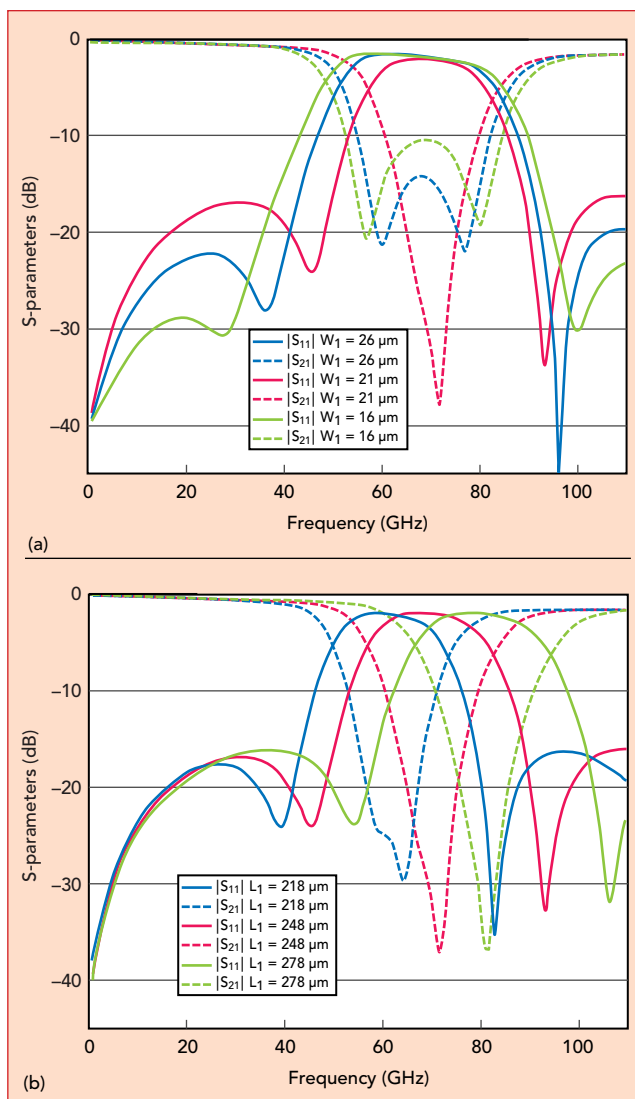 0
−10
−20
−30
−40
S-parameters (dB)
|S₁₁| W₁ = 26 μm
|S₂₁| W₁ = 26 μm
|S₁₁| W₁ = 21 μm
|S₂₁| W₁ = 21 μm
|S₁₁| W₁ = 16 μm
|S₂₁| W₁ = 16 μm
0 20 40 60 80 100
Frequency (GHz)
(a)
0
−10
−20
−30
−40
S-parameters (dB)
|S₁₁| L₁ = 218 μm
|S₂₁| L₁ = 218 μm
|S₁₁| L₁ = 248 μm
|S₂₁| L₁ = 248 μm
|S₁₁| L₁ = 278 μm
|S₂₁| L₁ = 278 μm
0 20 40 60 80 100
Frequency (GHz)
(b)